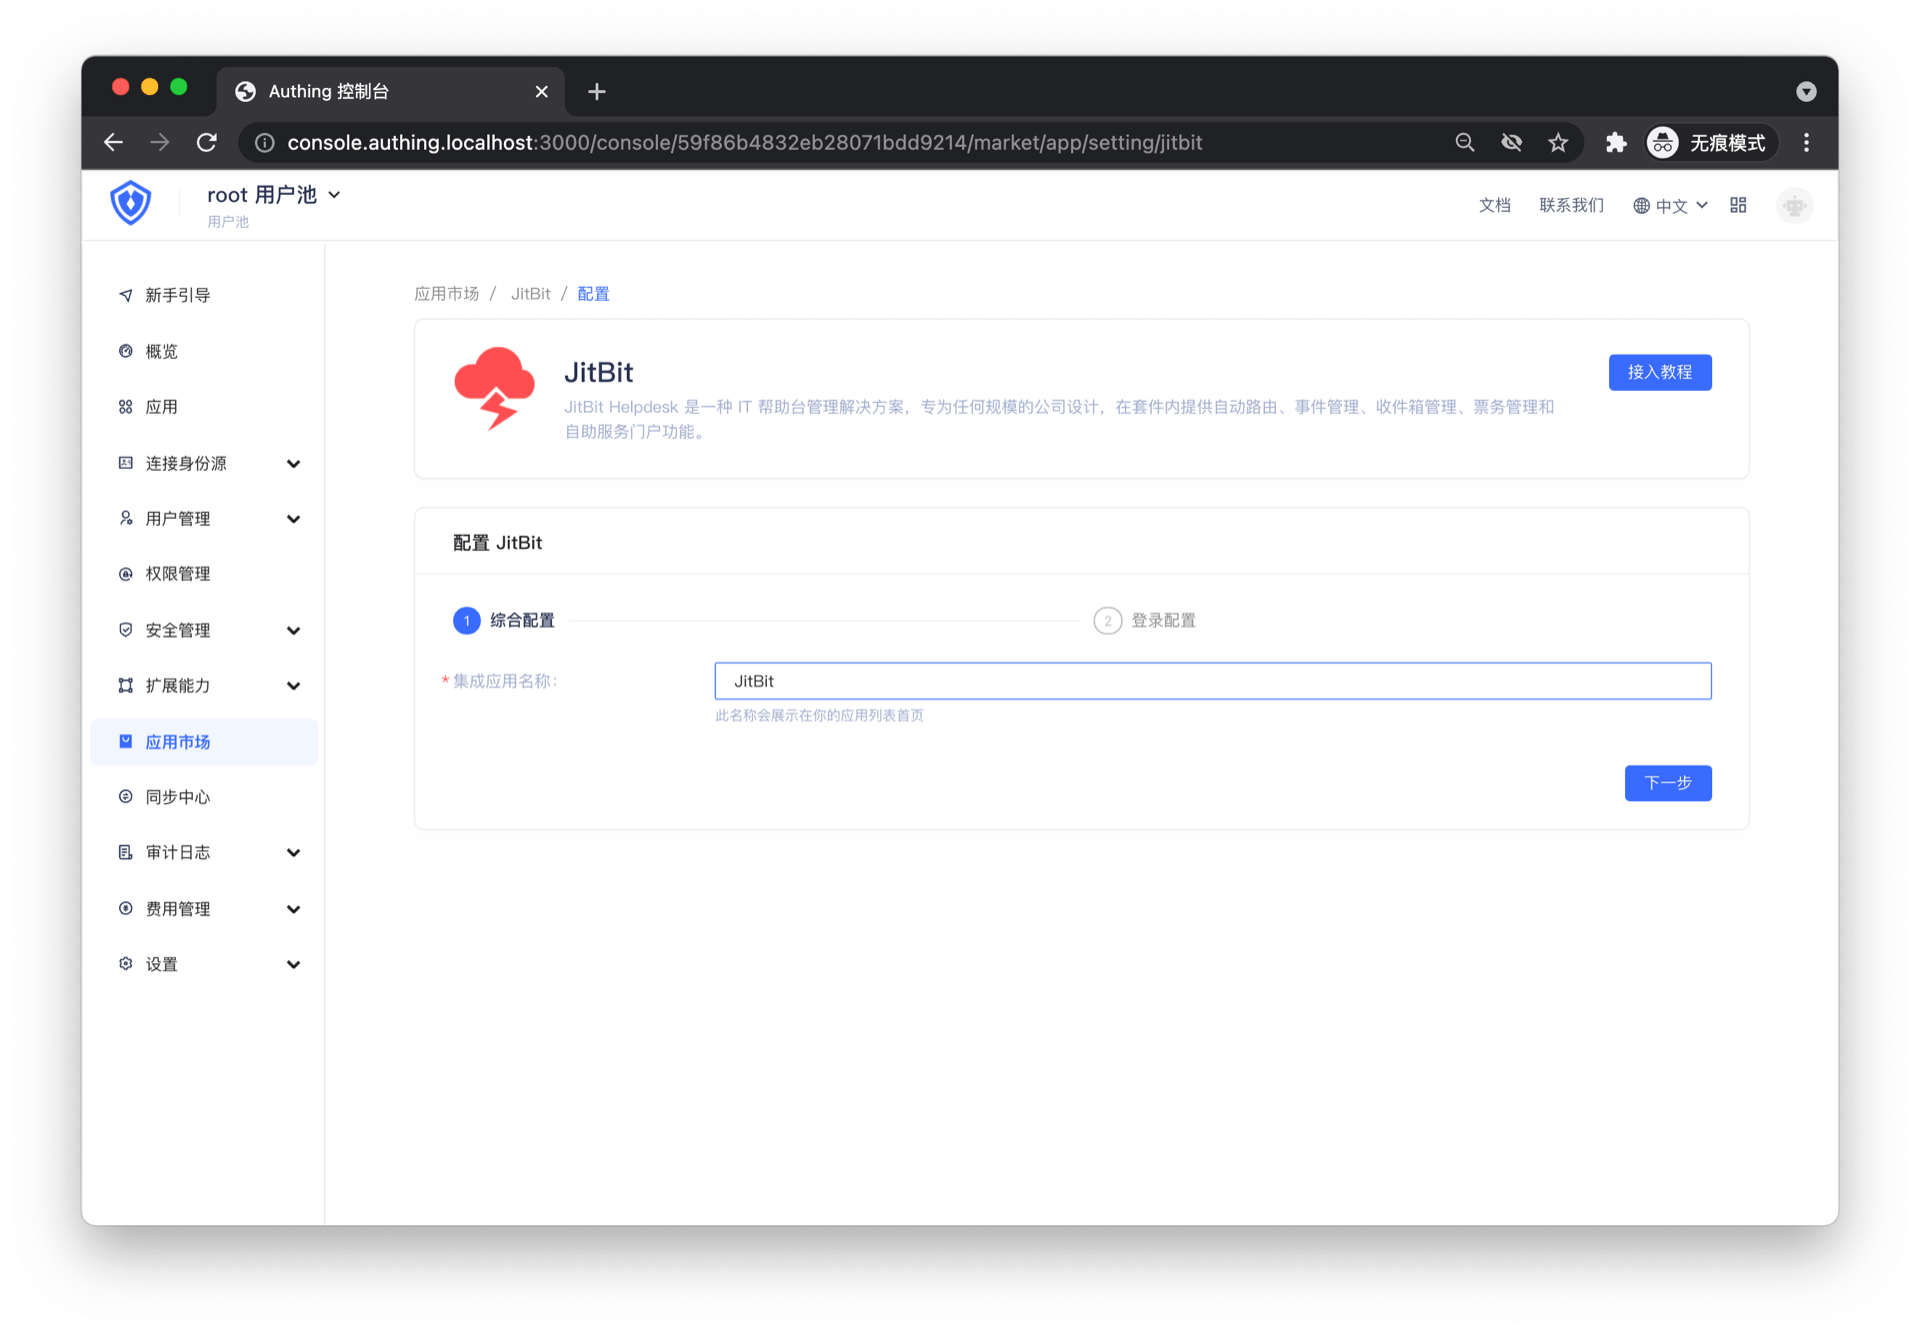 Authing 控制台
console.authing.localhost:3000/console/59f86b4832eb28071bdd9214/market/app/setting/jitbit
无痕模式
root 用户池
用户池
文档
联系我们
中文
新手引导
概览
应用
连接身份源
用户管理
权限管理
安全管理
扩展能力
应用市场
同步中心
审计日志
费用管理
设置
应用市场 / JitBit / 配置
JitBit
接入教程
JitBit Helpdesk 是一种 IT 帮助台管理解决方案，专为任何规模的公司设计，在套件内提供自动路由、事件管理、收件箱管理、票务管理和
自助服务门户功能。
配置 JitBit
1 综合配置
2 登录配置
* 集成应用名称：
JitBit
此名称会展示在你的应用列表首页
下一步